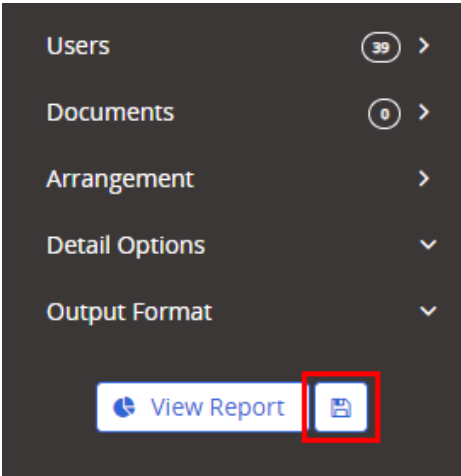 Users 39
Documents 0
Arrangement
Detail Options
Output Format
View Report